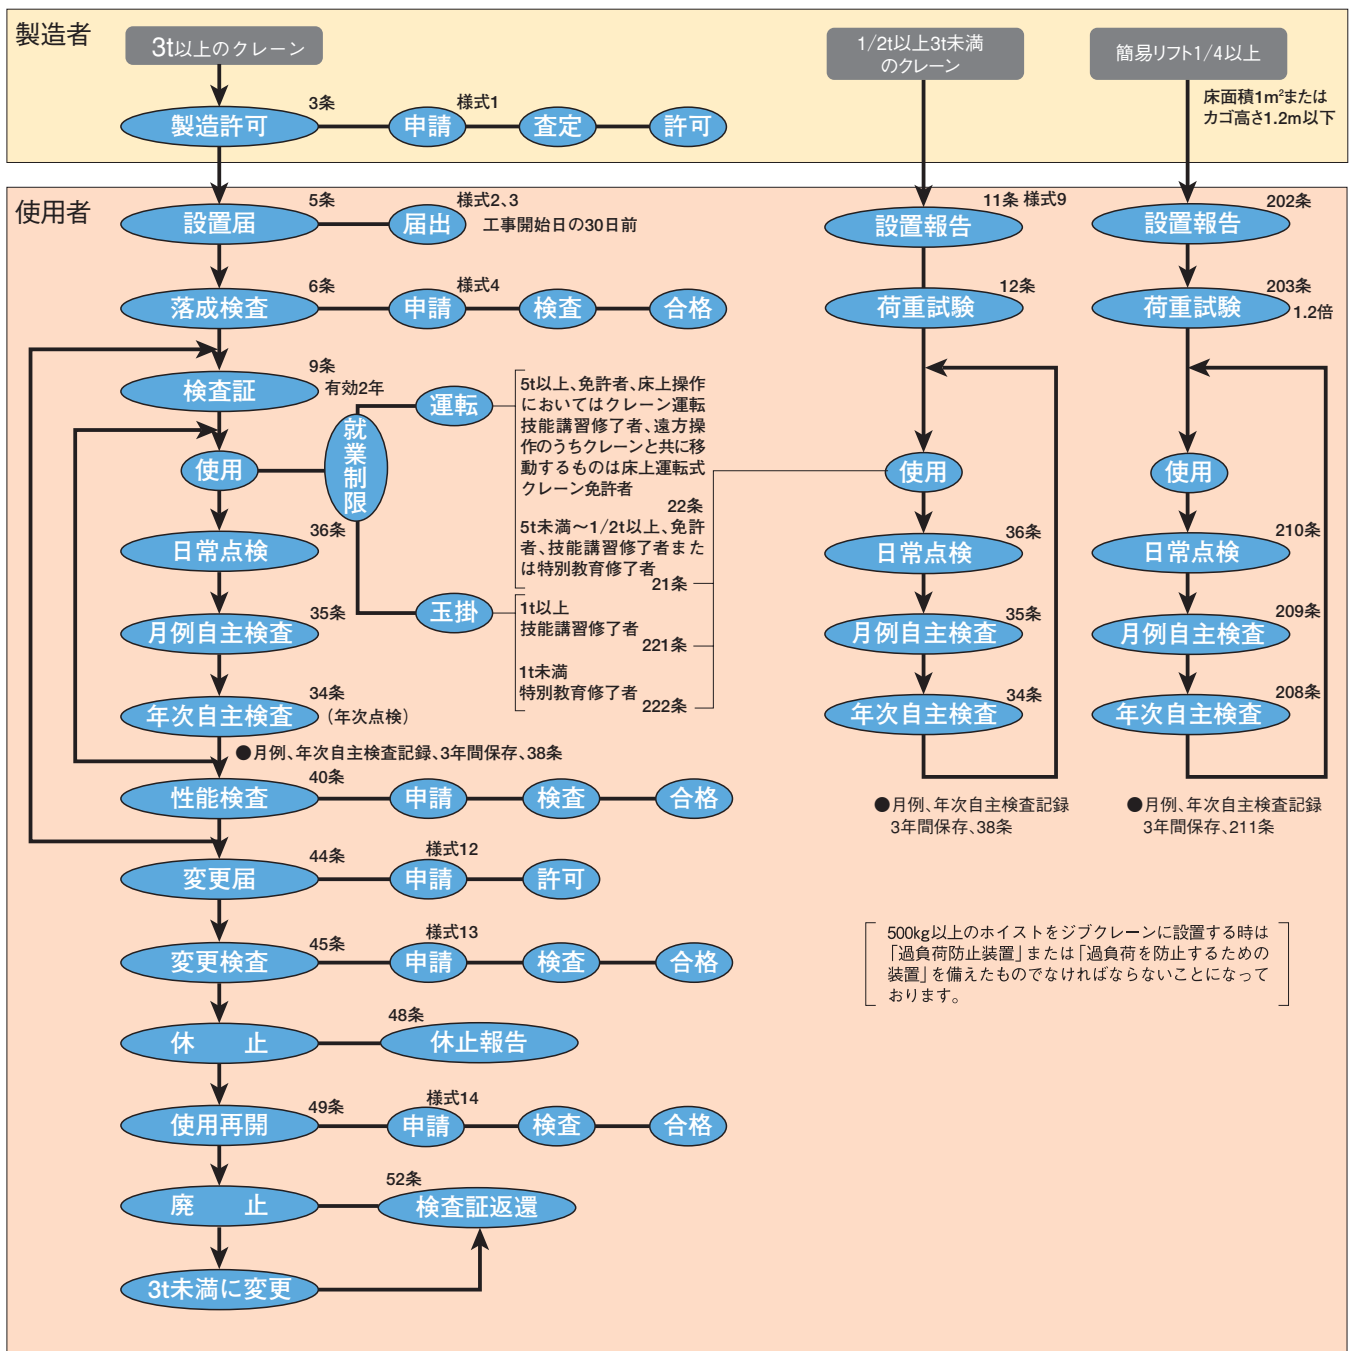 製造者
3t以上のクレーン
3条
製造許可
様式1
申請
査定
許可
1/2t以上3t未満
のクレーン
簡易リフト1/4以上
床面積1m²または
カゴ高さ1.2m以下
使用者
5条
設置届
様式2、3
届出
工事開始日の30日前
6条
落成検査
様式4
申請
検査
合格
9条
有効2年
検査証
使用
就業制限
運転
5t以上、免許者、床上操作
においてはクレーン運転
技能講習修了者、遠方操
作のうちクレーンと共に移
動するものは床上運転式
クレーン免許者
22条
5t未満～1/2t以上、免許
者、技能講習修了者また
は特別教育修了者
21条
玉掛
1t以上
技能講習修了者
221条
1t未満
特別教育修了者
222条
36条
日常点検
35条
月例自主検査
34条
（年次点検）
年次自主検査
●月例、年次自主検査記録、3年間保存、38条
40条
性能検査
申請
検査
合格
44条
変更届
様式12
申請
許可
45条
変更検査
様式13
申請
検査
合格
休　止
48条
休止報告
49条
使用再開
様式14
申請
検査
合格
廃　止
52条
検査証返還
3t未満に変更
11条 様式9
設置報告
12条
荷重試験
使用
36条
日常点検
35条
月例自主検査
34条
年次自主検査
●月例、年次自主検査記録
3年間保存、38条
202条
設置報告
203条
荷重試験
1.2倍
使用
210条
日常点検
209条
月例自主検査
208条
年次自主検査
●月例、年次自主検査記録
3年間保存、211条
500kg以上のホイストをジブクレーンに設置する時は
「過負荷防止装置」または「過負荷を防止するための
装置」を備えたものでなければならないことになって
おります。